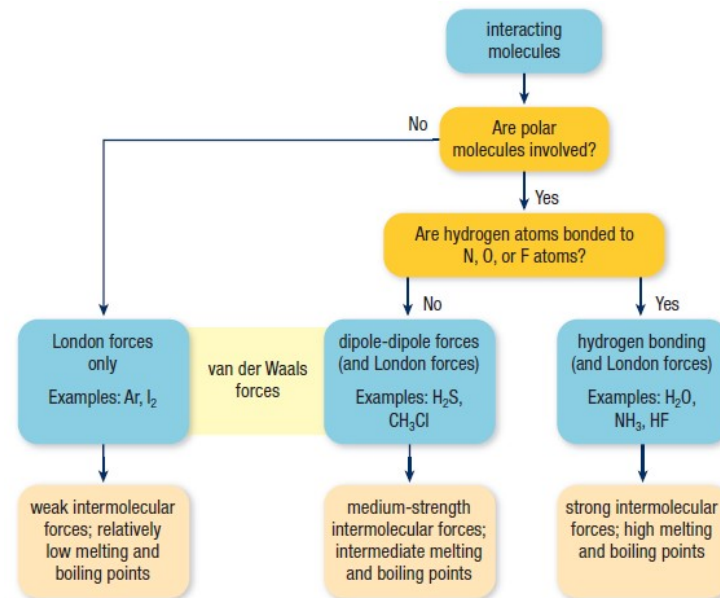 interacting
molecules
No
Are polar
molecules involved?
Yes
Are hydrogen atoms bonded to
N, O, or F atoms?
No
Yes
London forces
only
Examples: Ar, I₂
van der Waals
forces
dipole-dipole forces
(and London forces)
Examples: H₂S,
CH₃Cl
hydrogen bonding
(and London forces)
Examples: H₂O,
NH₃, HF
weak intermolecular
forces; relatively
low melting and
boiling points
medium-strength
intermolecular forces;
intermediate melting
and boiling points
strong intermolecular
forces; high melting
and boiling points